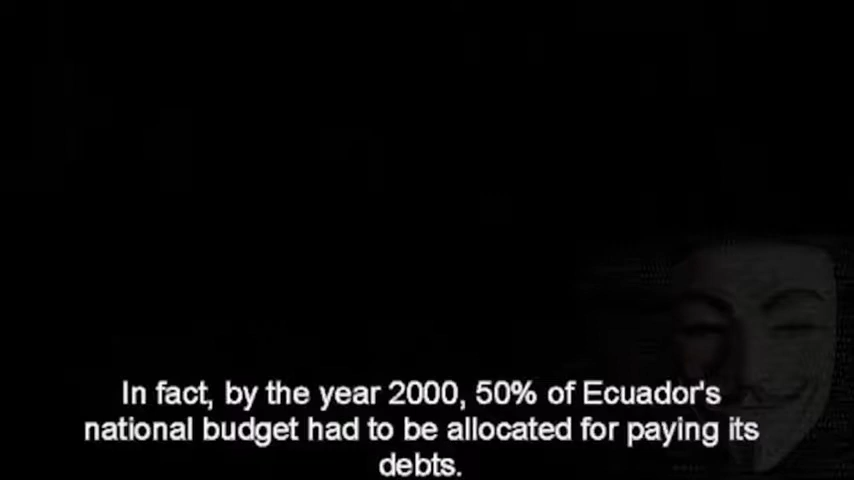 In fact, by the year 2000, 50% of Ecuador's
national budget had to be allocated for paying its
debts.